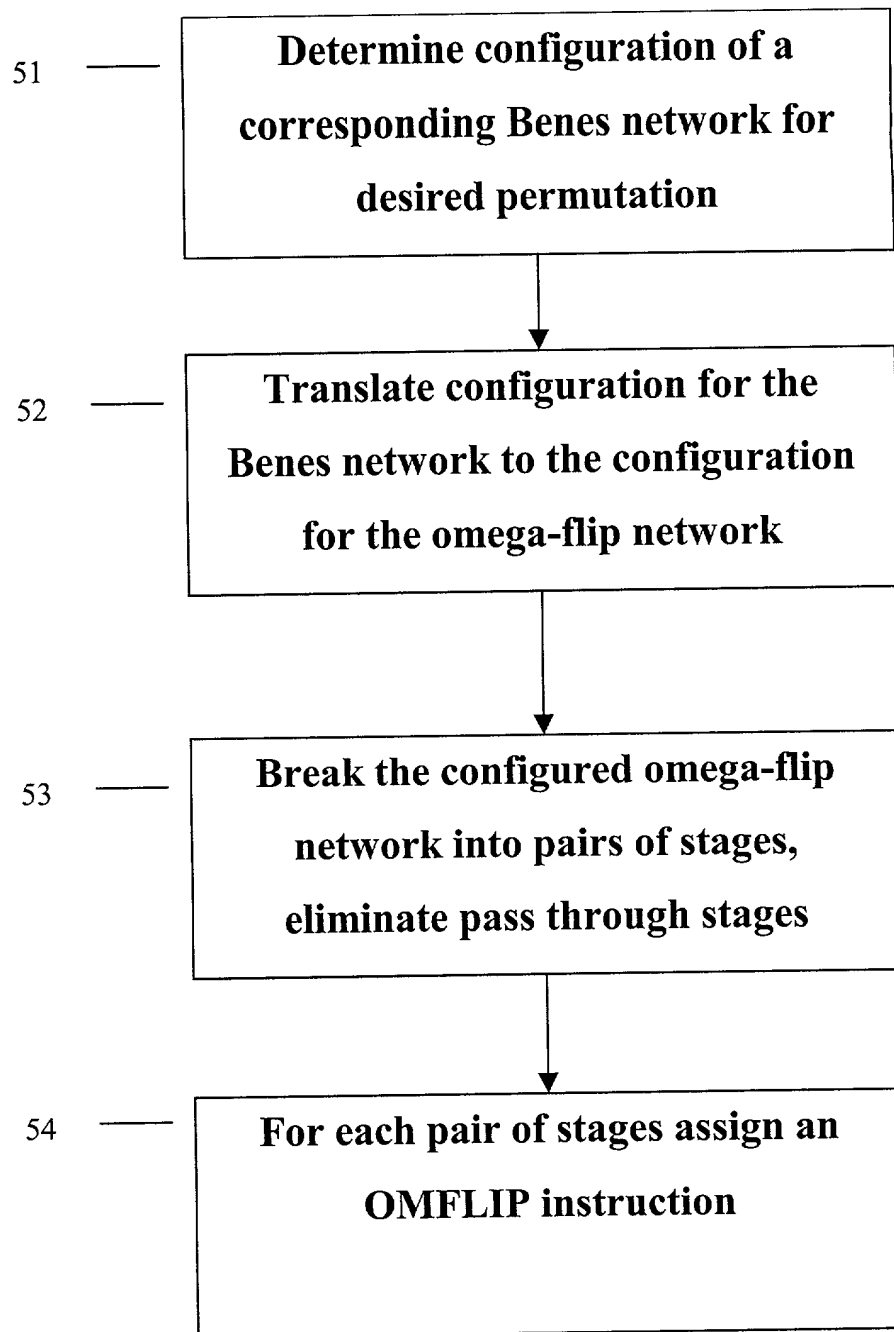 51
Determine configuration of a
corresponding Benes network for
desired permutation
52
Translate configuration for the
Benes network to the configuration
for the omega-flip network
53
Break the configured omega-flip
network into pairs of stages,
eliminate pass through stages
54
For each pair of stages assign an
OMFLIP instruction